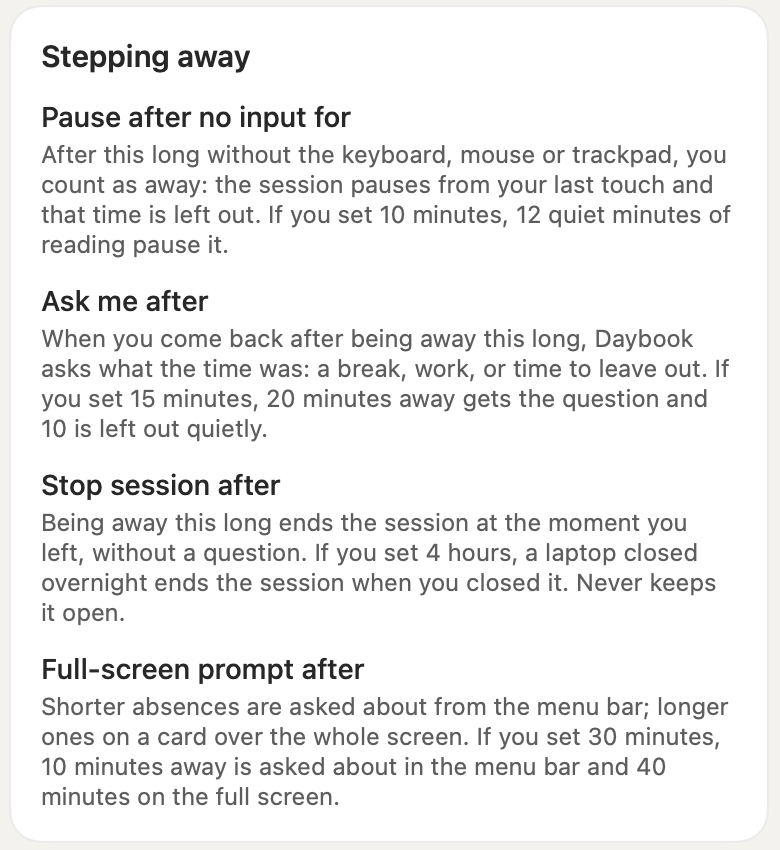 Stepping away
Pause after no input for
After this long without the keyboard, mouse or trackpad, you
count as away: the session pauses from your last touch and
that time is left out. If you set 10 minutes, 12 quiet minutes of
reading pause it.
Ask me after
When you come back after being away this long, Daybook
asks what the time was: a break, work, or time to leave out. If
you set 15 minutes, 20 minutes away gets the question and
10 is left out quietly.
Stop session after
Being away this long ends the session at the moment you
left, without a question. If you set 4 hours, a laptop closed
overnight ends the session when you closed it. Never keeps
it open.
Full-screen prompt after
Shorter absences are asked about from the menu bar; longer
ones on a card over the whole screen. If you set 30 minutes,
10 minutes away is asked about in the menu bar and 40
minutes on the full screen.